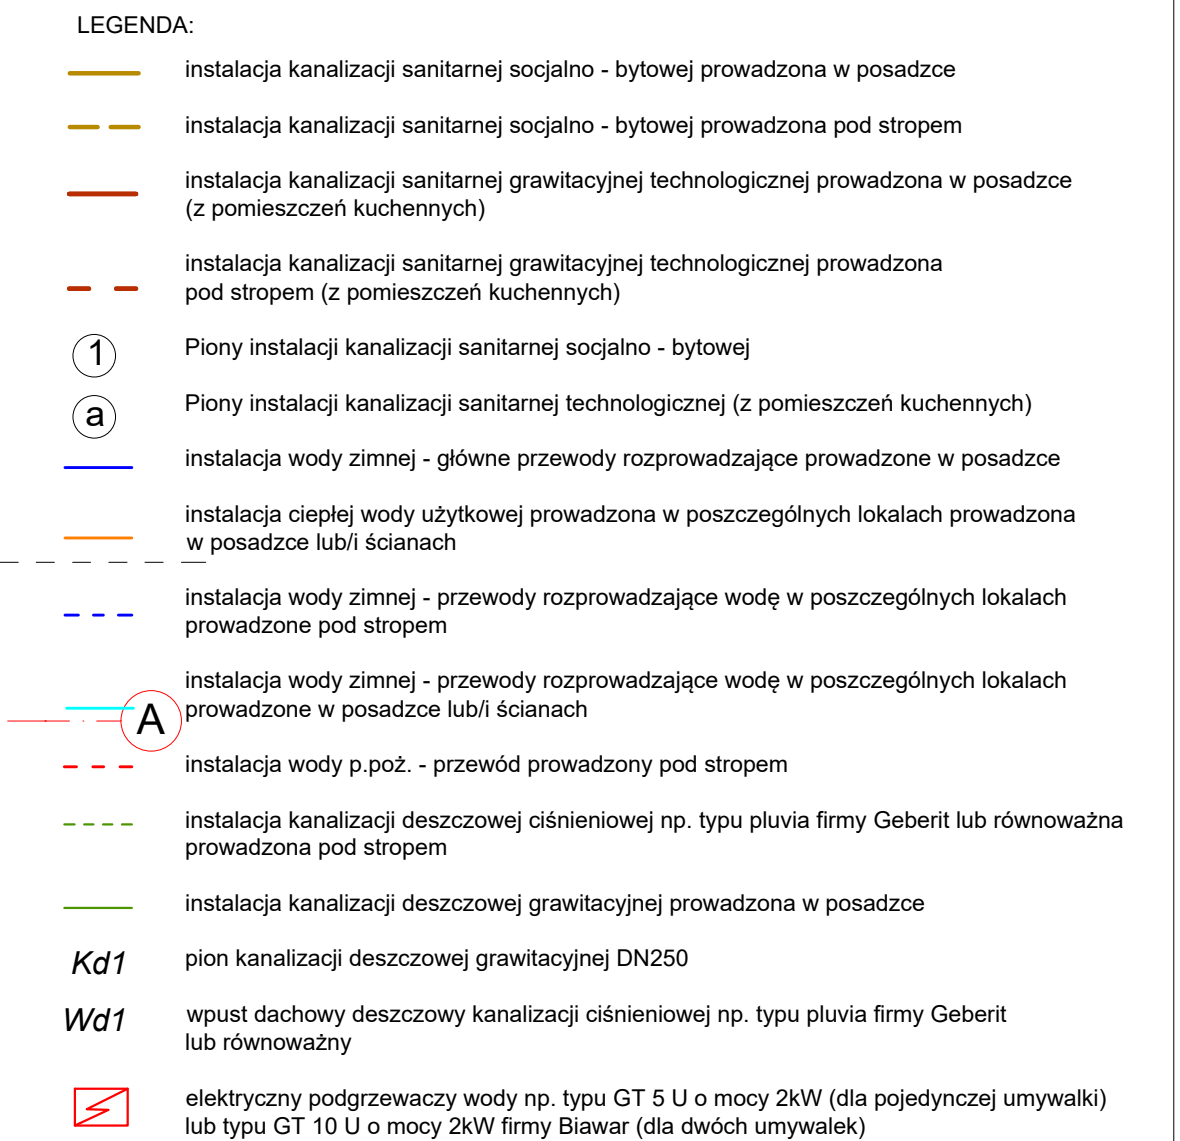 LEGENDA:
instalacja kanalizacji sanitarnej socjalno - bytowej prowadzona w posadzce
instalacja kanalizacji sanitarnej socjalno - bytowej prowadzona pod stropem
instalacja kanalizacji sanitarnej grawitacyjnej technologicznej prowadzona w posadzce
(z pomieszczeń kuchennych)
instalacja kanalizacji sanitarnej grawitacyjnej technologicznej prowadzona
pod stropem (z pomieszczeń kuchennych)
1 Piony instalacji kanalizacji sanitarnej socjalno - bytowej
a Piony instalacji kanalizacji sanitarnej technologicznej (z pomieszczeń kuchennych)
instalacja wody zimnej - główne przewody rozprowadzające prowadzone w posadzce
instalacja ciepłej wody użytkowej prowadzona w poszczególnych lokalach prowadzona
w posadzce lub/i ścianach
instalacja wody zimnej - przewody rozprowadzające wodę w poszczególnych lokalach
prowadzone pod stropem
instalacja wody zimnej - przewody rozprowadzające wodę w poszczególnych lokalach
A prowadzone w posadzce lub/i ścianach
instalacja wody p.poż. - przewód prowadzony pod stropem
instalacja kanalizacji deszczowej ciśnieniowej np. typu pluvia firmy Geberit lub równoważna
prowadzona pod stropem
instalacja kanalizacji deszczowej grawitacyjnej prowadzona w posadzce
Kd1 pion kanalizacji deszczowej grawitacyjnej DN250
Wd1 wpust dachowy deszczowy kanalizacji ciśnieniowej np. typu pluvia firmy Geberit
lub równoważny
elektryczny podgrzewaczy wody np. typu GT 5 U o mocy 2kW (dla pojedynczej umywalki)
lub typu GT 10 U o mocy 2kW firmy Biawar (dla dwóch umywalek)